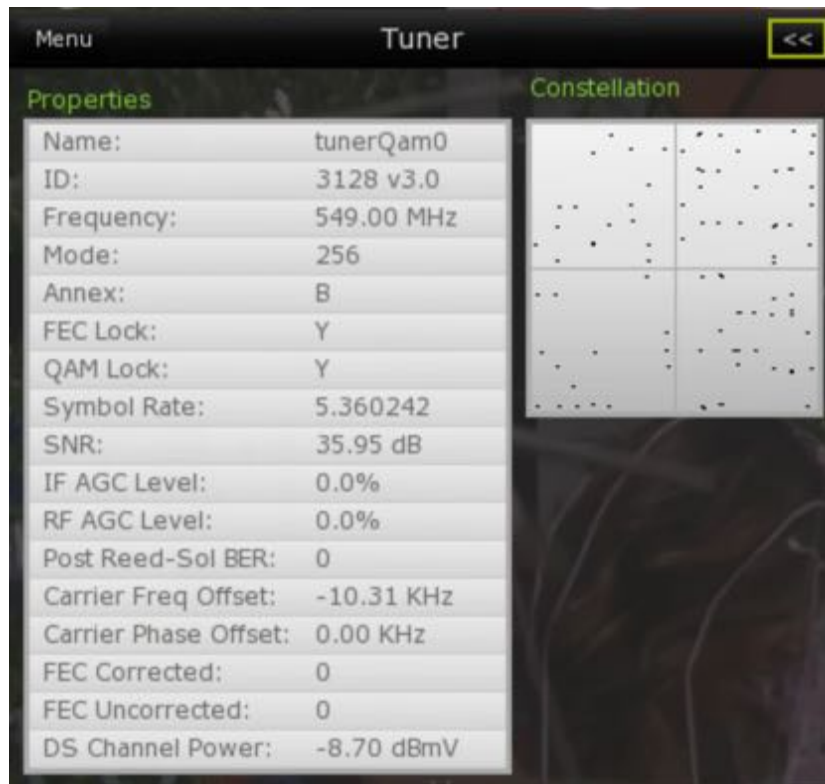 Menu
Tuner
<<
Properties
Constellation
Name: tunerQam0
ID: 3128 v3.0
Frequency: 549.00 MHz
Mode: 256
Annex: B
FEC Lock: Y
QAM Lock: Y
Symbol Rate: 5.360242
SNR: 35.95 dB
IF AGC Level: 0.0%
RF AGC Level: 0.0%
Post Reed-Sol BER: 0
Carrier Freq Offset: -10.31 KHz
Carrier Phase Offset: 0.00 KHz
FEC Corrected: 0
FEC Uncorrected: 0
DS Channel Power: -8.70 dBmV